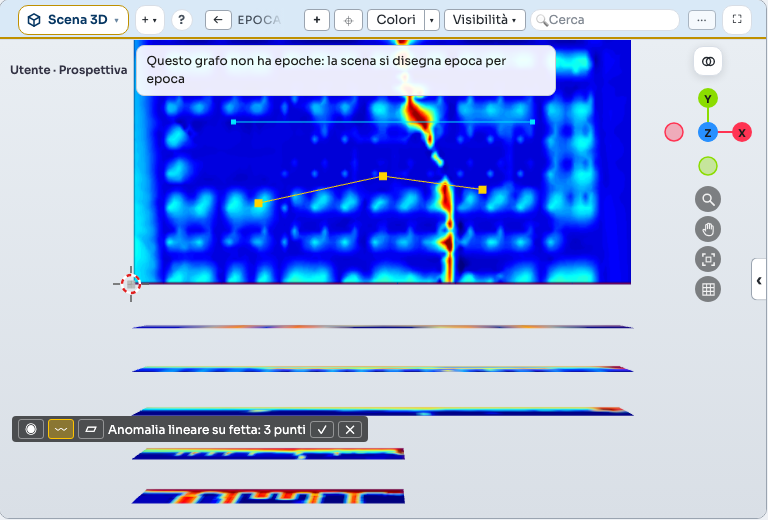 Scena 3D
+
?
EPOCA
+
Colori
Visibilità
Cerca
...
Utente · Prospettiva
Questo grafo non ha epoche: la scena si disegna epoca per
epoca
Y
Z
X
Anomalia lineare su fetta: 3 punti